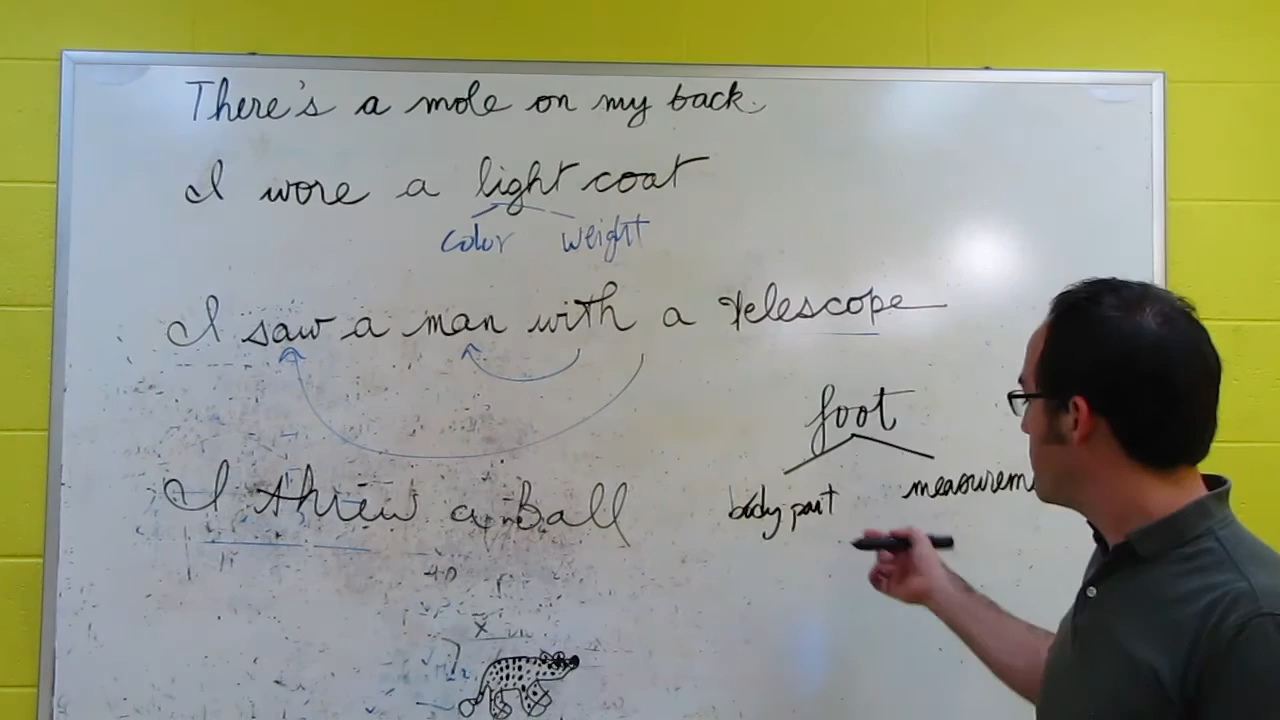 There's a mole on my back.
I wore a light coat
color weight
I saw a man with a telescope
foot
body part measurem
I threw a Ball